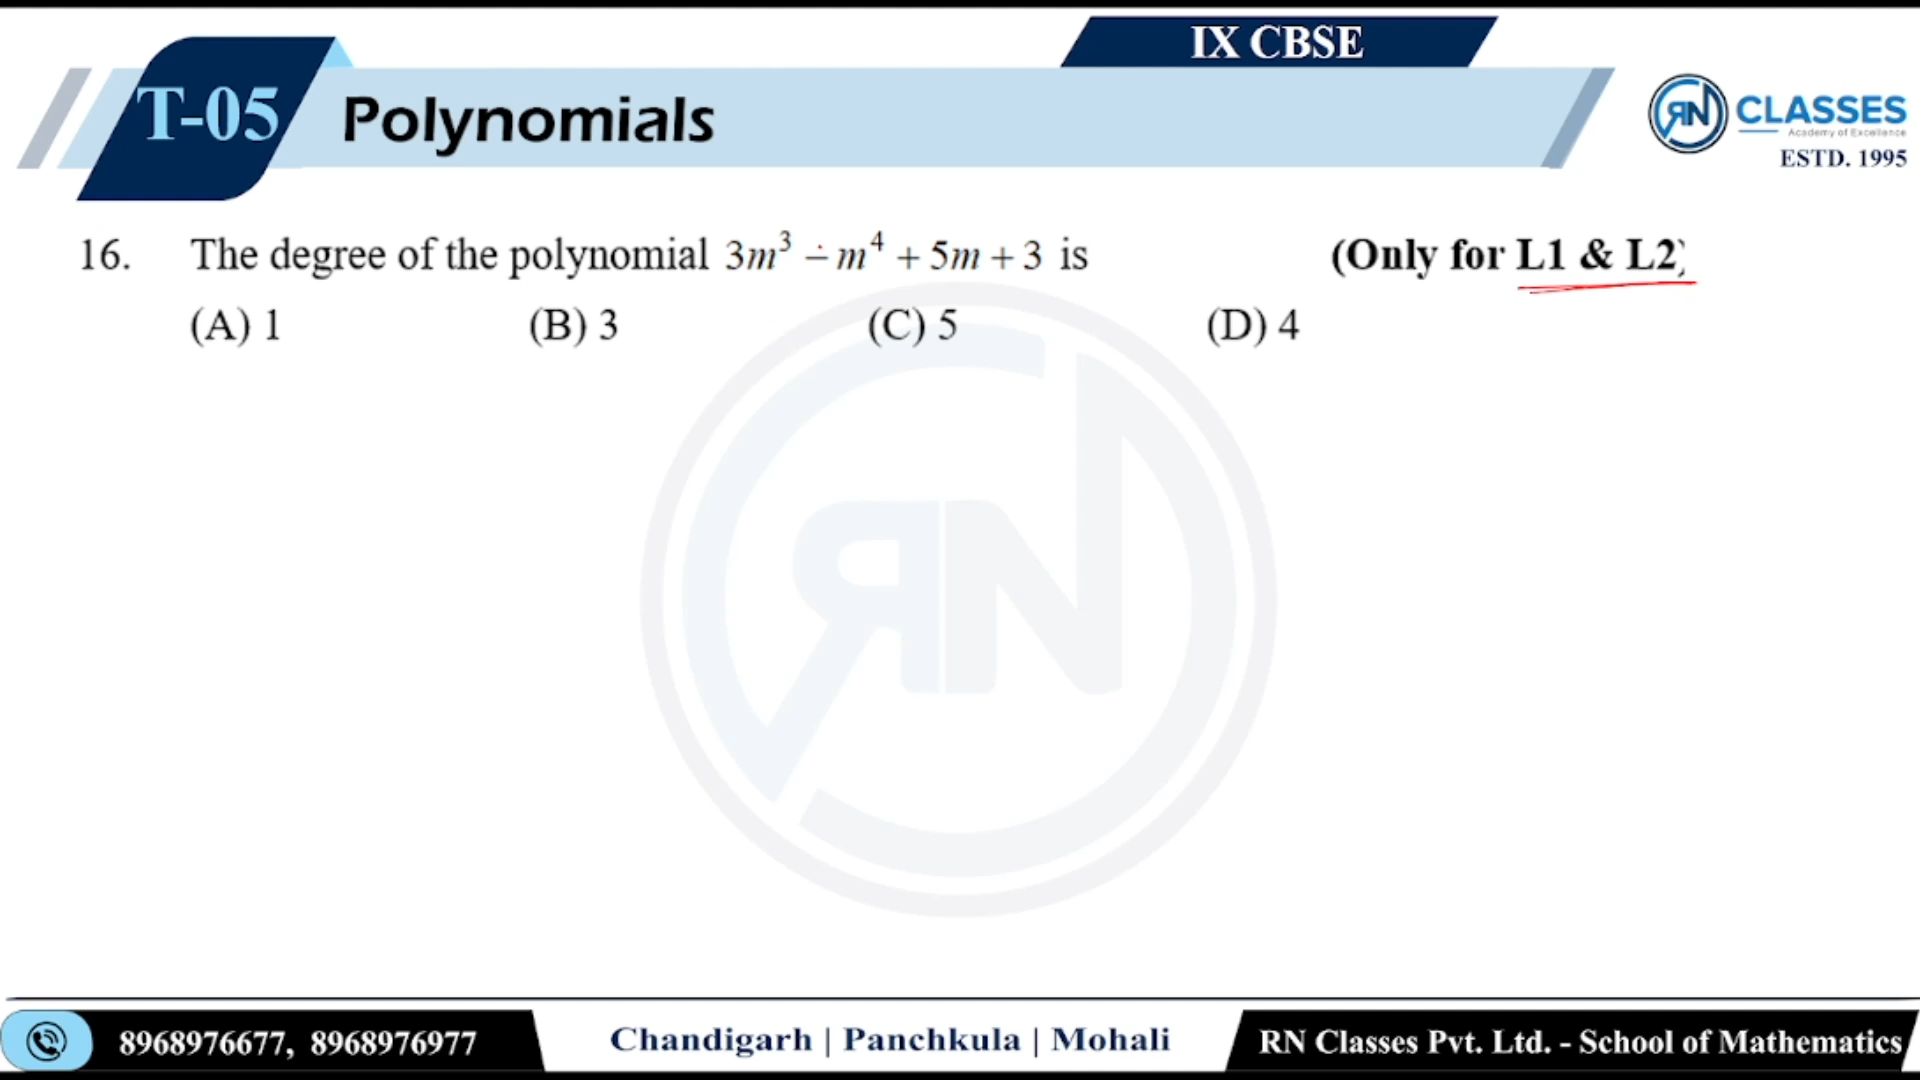 IX CBSE
T-05 Polynomials
RN CLASSES
Academy of Excellence
ESTD. 1995
16. The degree of the polynomial 3m³ - m⁴ + 5m + 3 is (Only for L1 & L2)
(A) 1 (B) 3 (C) 5 (D) 4
RN
8968976677, 8968976977 Chandigarh | Panchkula | Mohali RN Classes Pvt. Ltd. - School of Mathematics